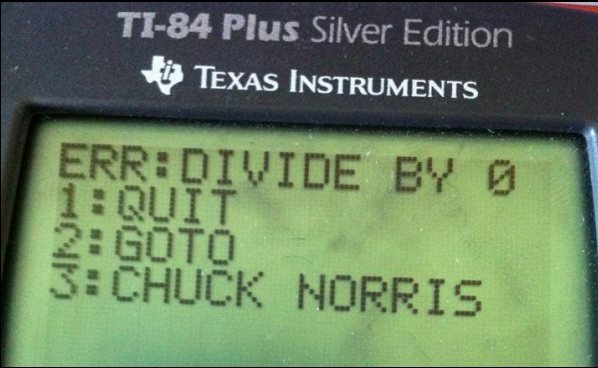 TI-84 Plus Silver Edition
TEXAS INSTRUMENTS
ERR:DIVIDE BY 0
1:QUIT
2:GOTO
3:CHUCK NORRIS